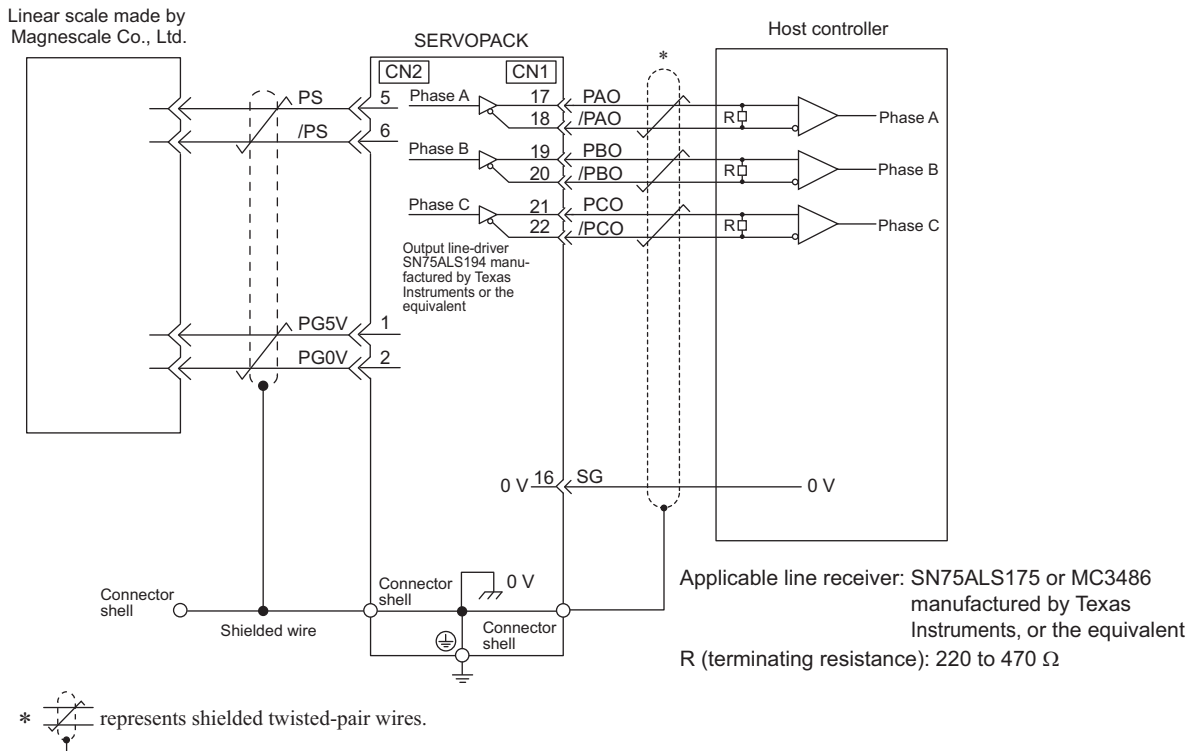 Linear scale made by
Magnescale Co., Ltd.
SERVOPACK
Host controller
*
CN2
CN1
PS
5
Phase A
17
PAO
R
Phase A
18
/PAO
/PS
6
Phase B
19
PBO
R
Phase B
20
/PBO
Phase C
21
PCO
R
Phase C
22
/PCO
Output line-driver
SN75ALS194 manu-
factured by Texas
Instruments or the
equivalent
PG5V
1
PG0V
2
0 V
16
SG
0 V
Connector
shell
Shielded wire
Connector
shell
0 V
Connector
shell
Applicable line receiver: SN75ALS175 or MC3486
manufactured by Texas
Instruments, or the equivalent
R (terminating resistance): 220 to 470 Ω
* represents shielded twisted-pair wires.